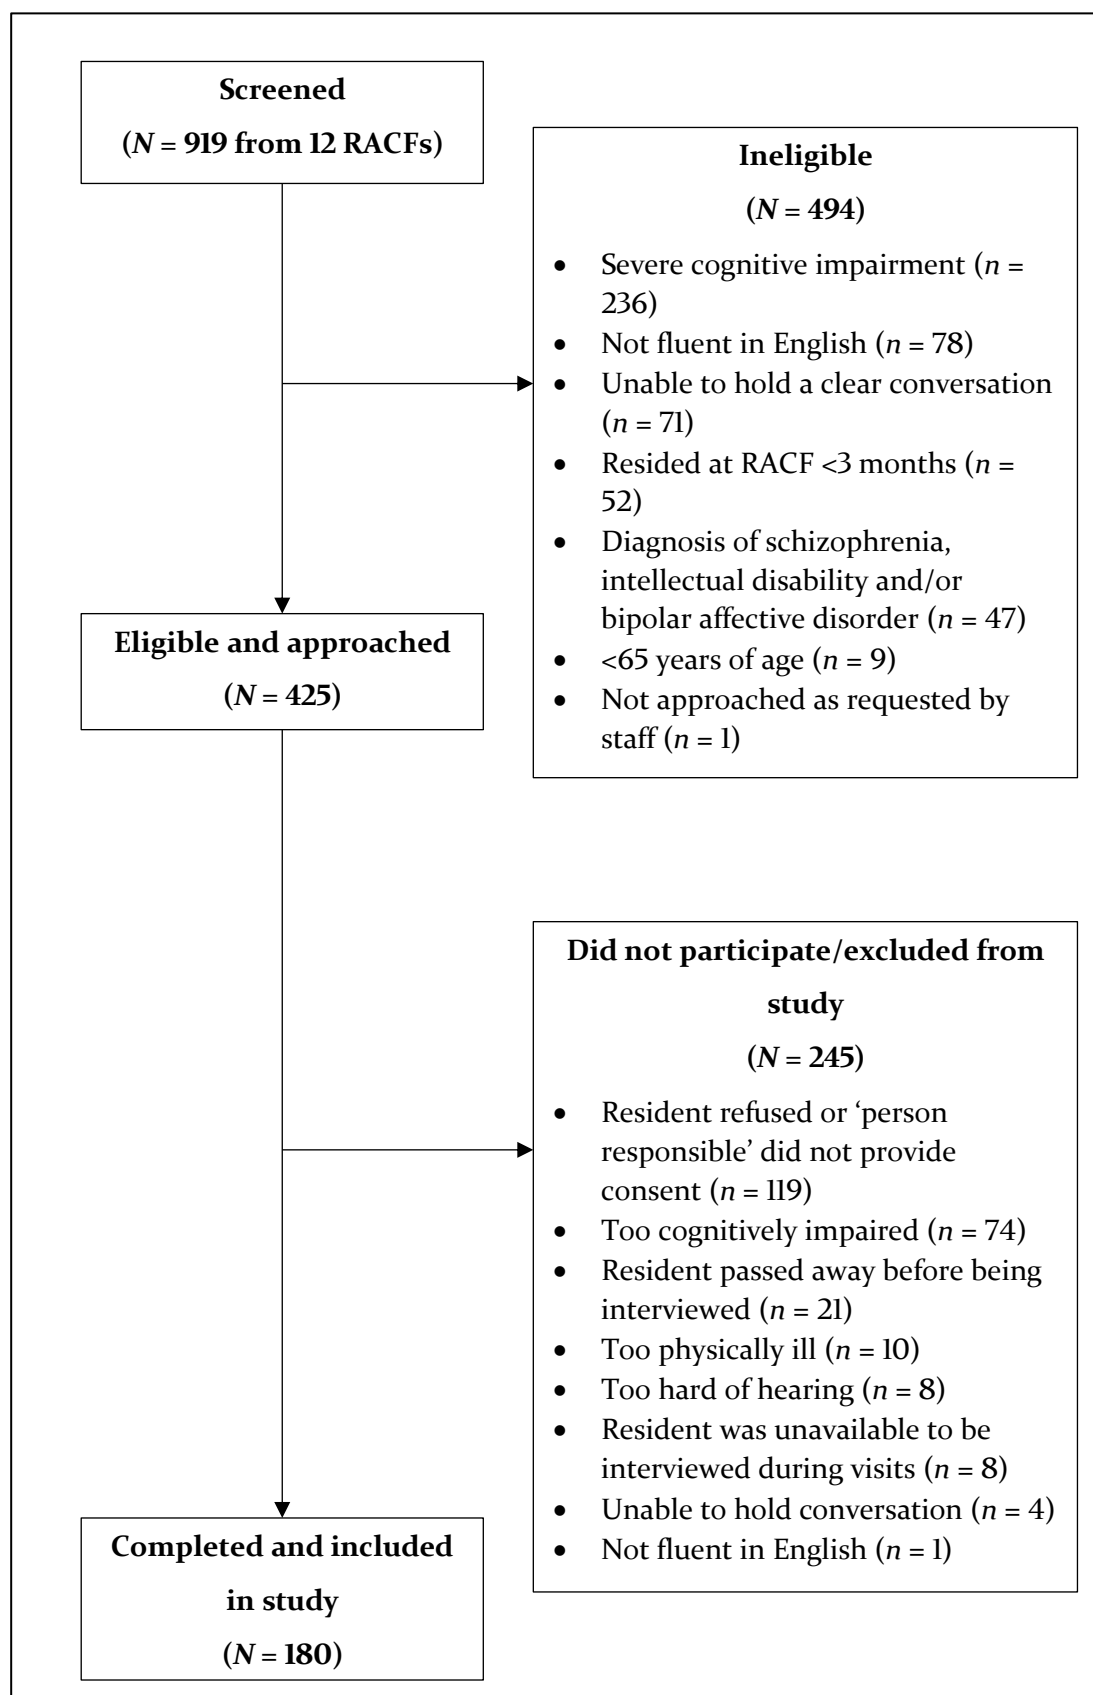 Screened
(N = 919 from 12 RACFs)
Ineligible
(N = 494)
• Severe cognitive impairment (n =
236)
• Not fluent in English (n = 78)
• Unable to hold a clear conversation
(n = 71)
• Resided at RACF <3 months (n =
52)
• Diagnosis of schizophrenia,
intellectual disability and/or
bipolar affective disorder (n = 47)
• <65 years of age (n = 9)
• Not approached as requested by
staff (n = 1)
Eligible and approached
(N = 425)
Did not participate/excluded from
study
(N = 245)
• Resident refused or ‘person
responsible’ did not provide
consent (n = 119)
• Too cognitively impaired (n = 74)
• Resident passed away before being
interviewed (n = 21)
• Too physically ill (n = 10)
• Too hard of hearing (n = 8)
• Resident was unavailable to be
interviewed during visits (n = 8)
• Unable to hold conversation (n = 4)
• Not fluent in English (n = 1)
Completed and included
in study
(N = 180)